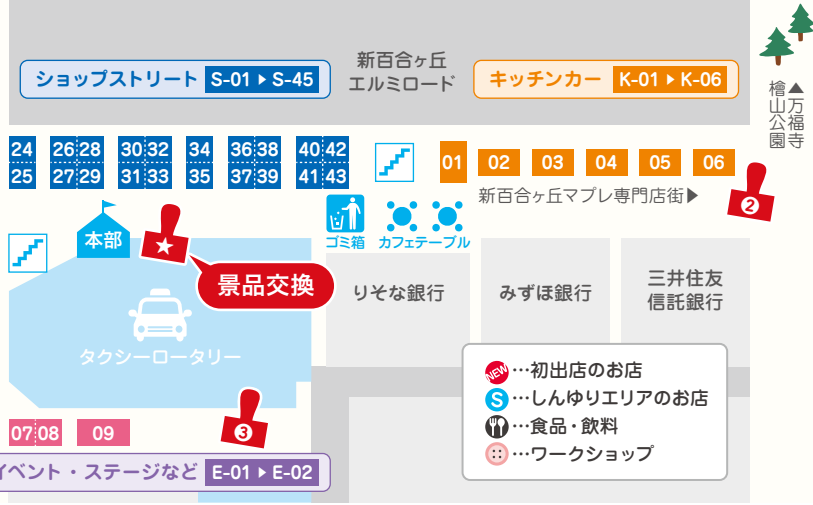 ショップストリート S-01▶S-45
新百合ヶ丘
エルミロード
キッチンカー K-01▶K-06
▲万福寺
檜山公園
24 26 28 30 32 34 36 38 40 42
25 27 29 31 33 35 37 39 41 43
01 02 03 04 05 06
新百合ヶ丘マプレ専門店街▶
2
本部
★
ゴミ箱 カフェテーブル
景品交換
りそな銀行
みずほ銀行
三井住友
信託銀行
タクシーロータリー
NEW…初出店のお店
S…しんゆりエリアのお店
…食品・飲料
…ワークショップ
07 08 09
3
イベント・ステージなど E-01▶E-02